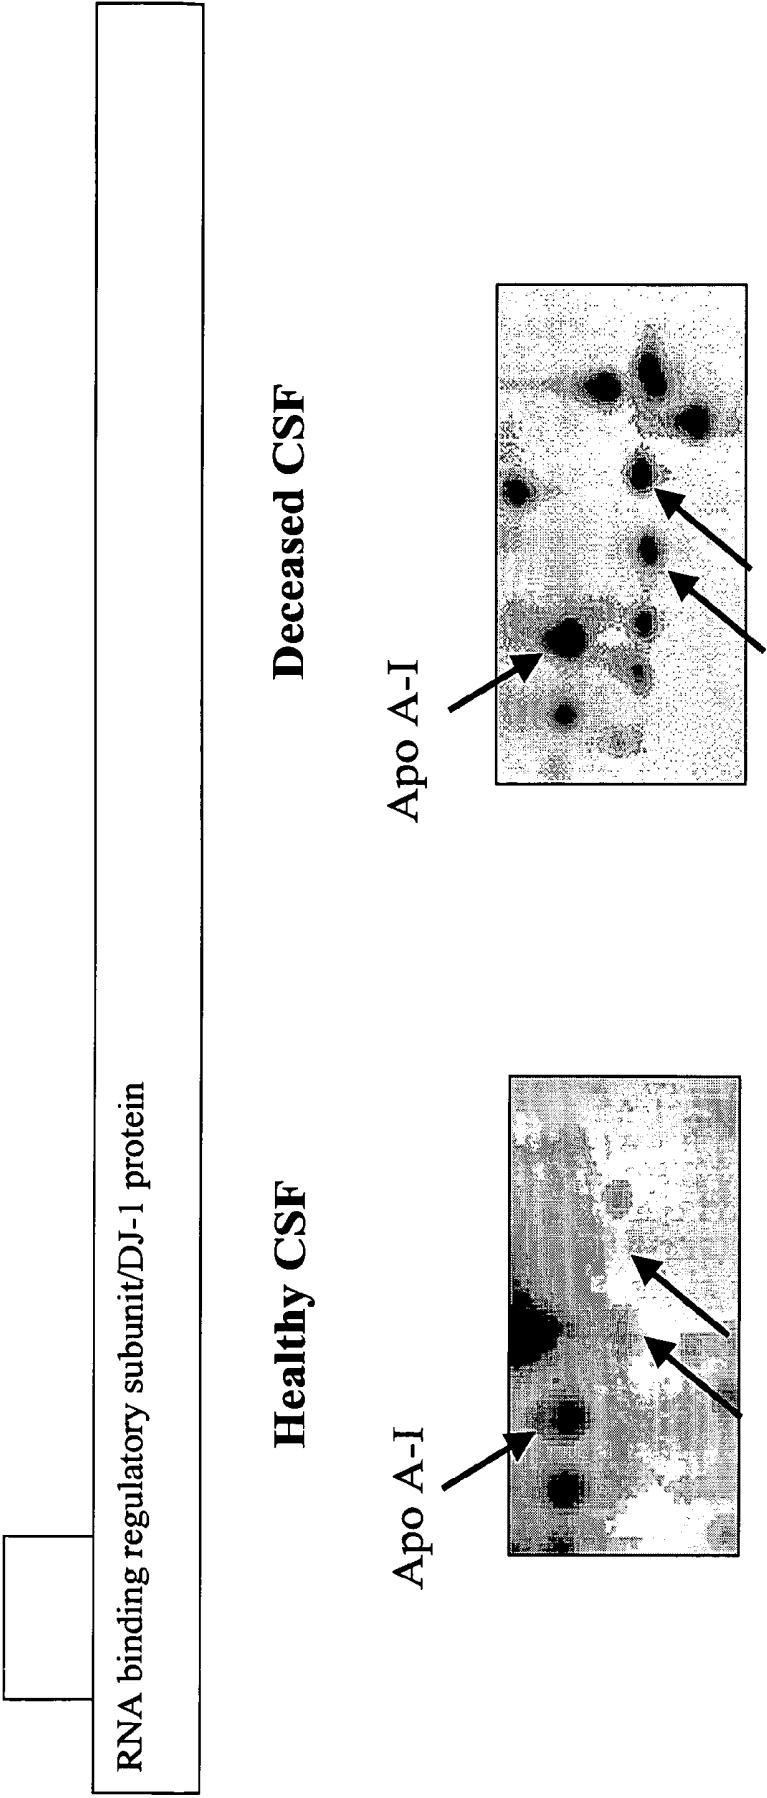 RNA binding regulatory subunit/DJ-1 protein
Healthy CSF
Deceased CSF
Apo A-I
Apo A-I